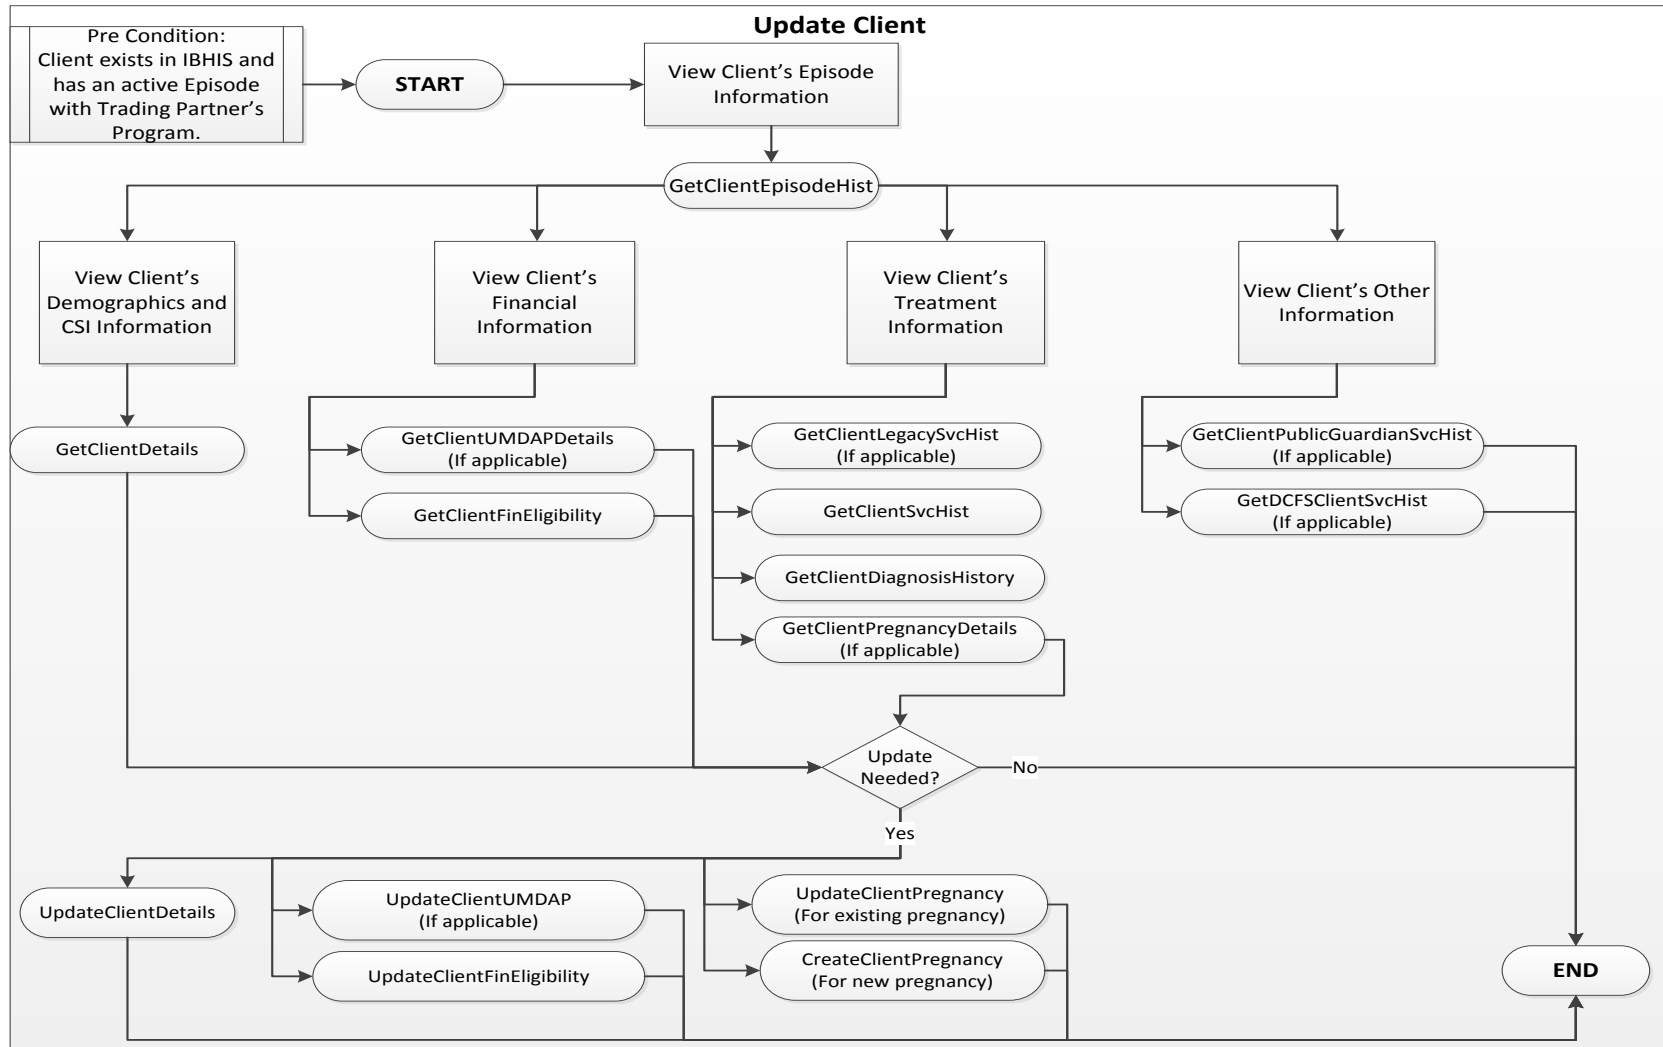 Update Client
Pre Condition:
Client exists in IBHIS and
has an active Episode
with Trading Partner’s
Program.
START
View Client’s Episode
Information
GetClientEpisodeHist
View Client’s
Demographics and
CSI Information
View Client’s
Financial
Information
View Client’s
Treatment
Information
View Client’s Other
Information
GetClientDetails
GetClientUMDAPDetails
(If applicable)
GetClientFinEligibility
GetClientLegacySvcHist
(If applicable)
GetClientSvcHist
GetClientDiagnosisHistory
GetClientPregnancyDetails
(If applicable)
GetClientPublicGuardianSvcHist
(If applicable)
GetDCFSClientSvcHist
(If applicable)
Update
Needed?
No
Yes
UpdateClientDetails
UpdateClientUMDAP
(If applicable)
UpdateClientFinEligibility
UpdateClientPregnancy
(For existing pregnancy)
CreateClientPregnancy
(For new pregnancy)
END